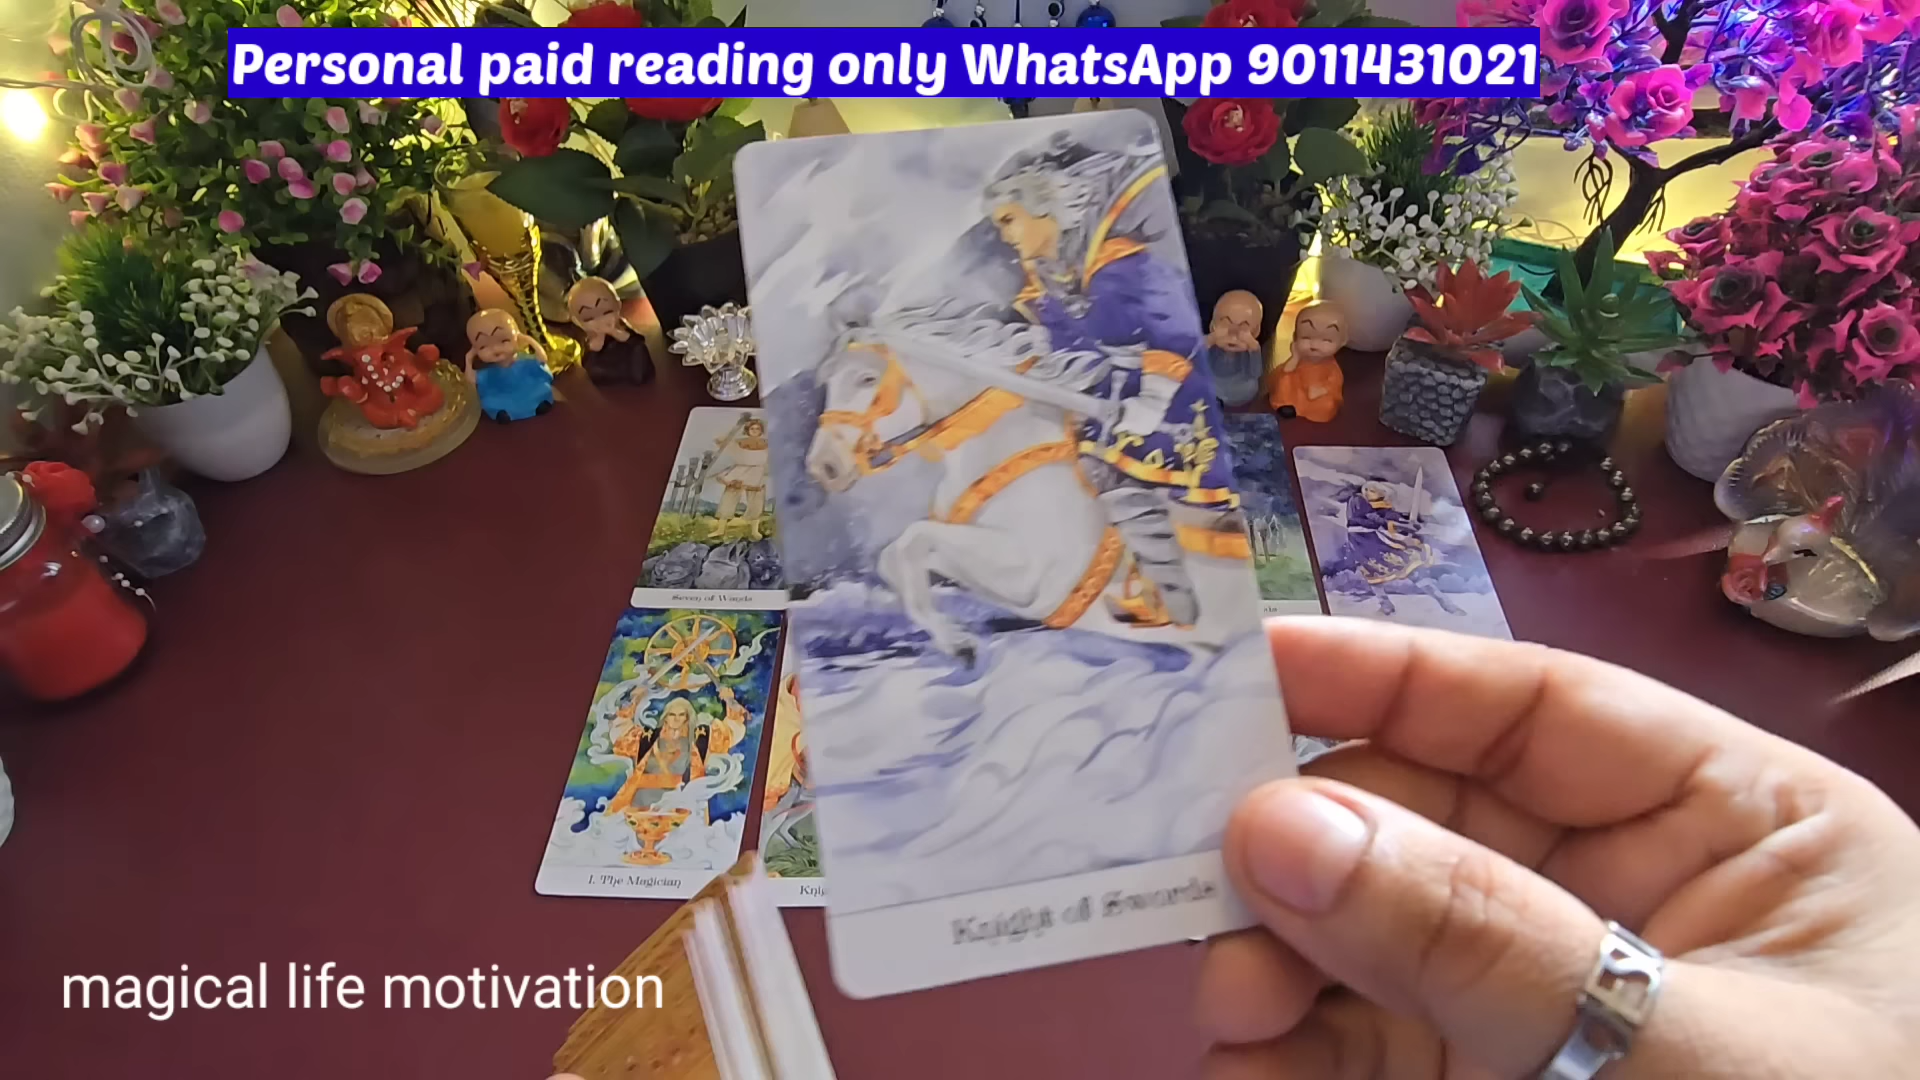 Personal paid reading only WhatsApp 9011431021
Seven of Wands
I. The Magician
Knight of Swords
magical life motivation